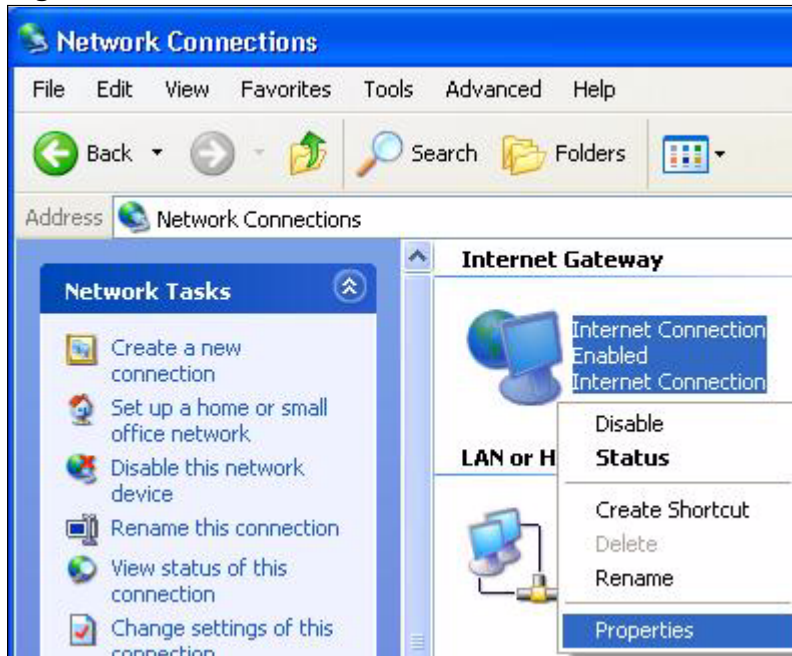 Network Connections
File Edit View Favorites Tools Advanced Help
Back Search Folders
Address Network Connections
Network Tasks
Create a new
connection
Set up a home or small
office network
Disable this network
device
Rename this connection
View status of this
connection
Change settings of this
connection
Internet Gateway
Internet Connection
Enabled
Internet Connection
LAN or H
Disable
Status
Create Shortcut
Delete
Rename
Properties